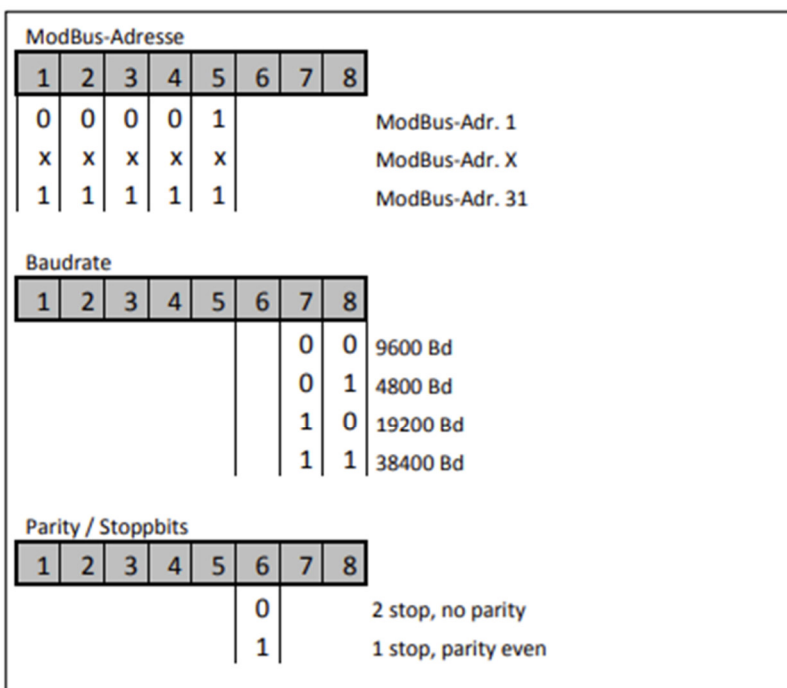 ModBus-Adresse
1 2 3 4 5 6 7 8
0 0 0 0 1 ModBus-Adr. 1
x x x x x ModBus-Adr. X
1 1 1 1 1 ModBus-Adr. 31
Baudrate
1 2 3 4 5 6 7 8
0 0 9600 Bd
0 1 4800 Bd
1 0 19200 Bd
1 1 38400 Bd
Parity / Stoppbits
1 2 3 4 5 6 7 8
0 2 stop, no parity
1 1 stop, parity even